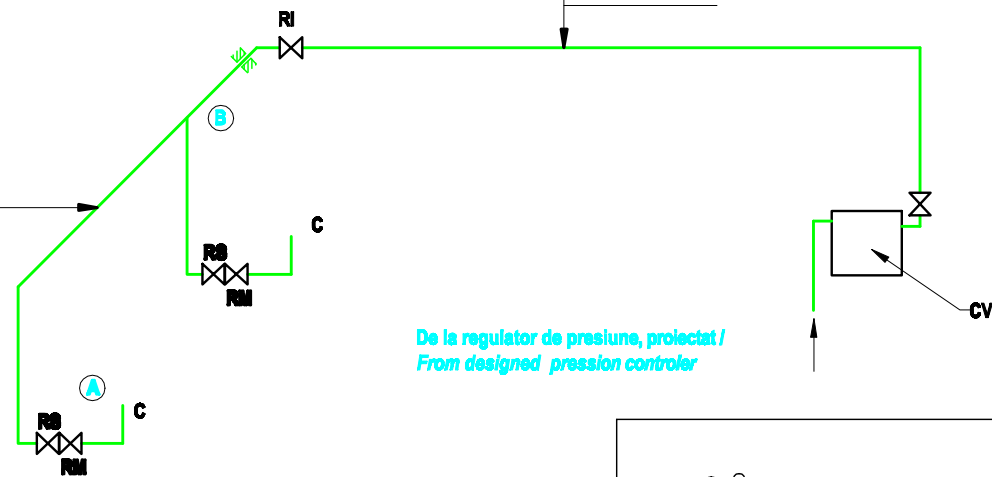 RI
B
C
RS
RM
CV
De la regulator de presiune, proiectat /
From designed pression controler
A
C
RS
RM